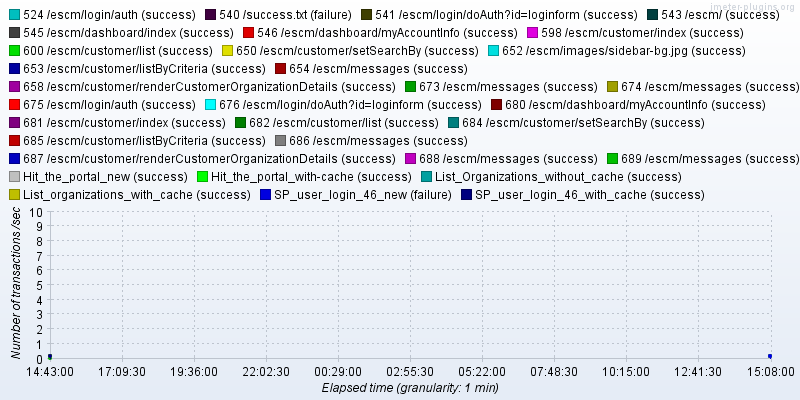 jmeter-plugins.org
524 /escm/login/auth (success) 540 /success.txt (failure) 541 /escm/login/doAuth?id=loginform (success) 543 /escm/ (success)
545 /escm/dashboard/index (success) 546 /escm/dashboard/myAccountInfo (success) 598 /escm/customer/index (success)
600 /escm/customer/list (success) 650 /escm/customer/setSearchBy (success) 652 /escm/images/sidebar-bg.jpg (success)
653 /escm/customer/listByCriteria (success) 654 /escm/messages (success)
658 /escm/customer/renderCustomerOrganizationDetails (success) 673 /escm/messages (success) 674 /escm/messages (success)
675 /escm/login/auth (success) 676 /escm/login/doAuth?id=loginform (success) 680 /escm/dashboard/myAccountInfo (success)
681 /escm/customer/index (success) 682 /escm/customer/list (success) 684 /escm/customer/setSearchBy (success)
685 /escm/customer/listByCriteria (success) 686 /escm/messages (success)
687 /escm/customer/renderCustomerOrganizationDetails (success) 688 /escm/messages (success) 689 /escm/messages (success)
Hit_the_portal_new (success) Hit_the_portal_with-cache (success) List_Organizations_without_cache (success)
List_organizations_with_cache (success) SP_user_login_46_new (failure) SP_user_login_46_with_cache (success)
Number of transactions /sec
10
9
8
7
6
5
4
3
2
1
0
14:43:00 17:09:30 19:36:00 22:02:30 00:29:00 02:55:30 05:22:00 07:48:30 10:15:00 12:41:30 15:08:00
Elapsed time (granularity: 1 min)